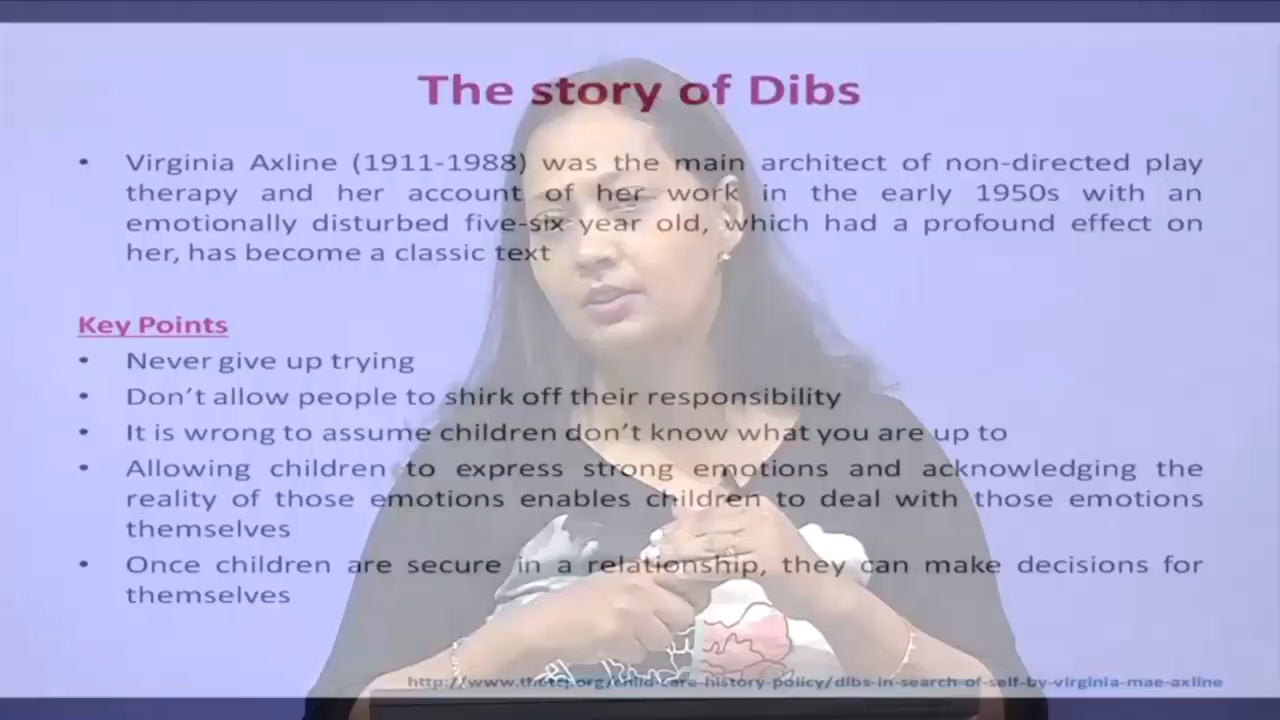 The story of Dibs
• Virginia Axline (1911-1988) was the main architect of non-directed play
therapy and her account of her work in the early 1950s with an
emotionally disturbed five-six year old, which had a profound effect on
her, has become a classic text
Key Points
• Never give up trying
• Don't allow people to shirk off their responsibility
• It is wrong to assume children don't know what you are up to
• Allowing children to express strong emotions and acknowledging the
reality of those emotions enables children to deal with those emotions
themselves
• Once children are secure in a relationship, they can make decisions for
themselves
http://www.thetcj.org/child-care-history-policy/dibs-in-search-of-self-by-virginia-mae-axline